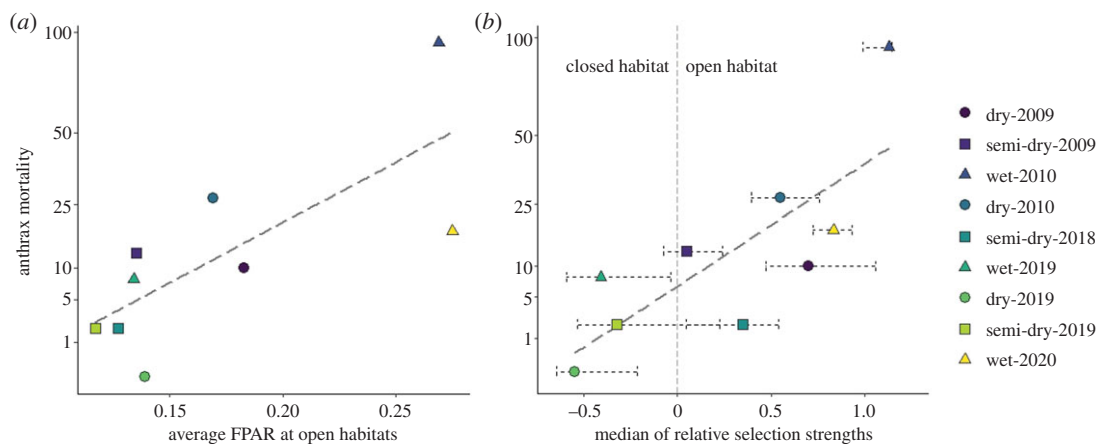 (a)
100
50
25
10
5
1
anthrax mortality
0.15
0.20
0.25
average FPAR at open habitats
(b)
100
50
25
10
5
1
closed habitat
open habitat
−0.5
0
0.5
1.0
median of relative selection strengths
dry-2009
semi-dry-2009
wet-2010
dry-2010
semi-dry-2018
wet-2019
dry-2019
semi-dry-2019
wet-2020